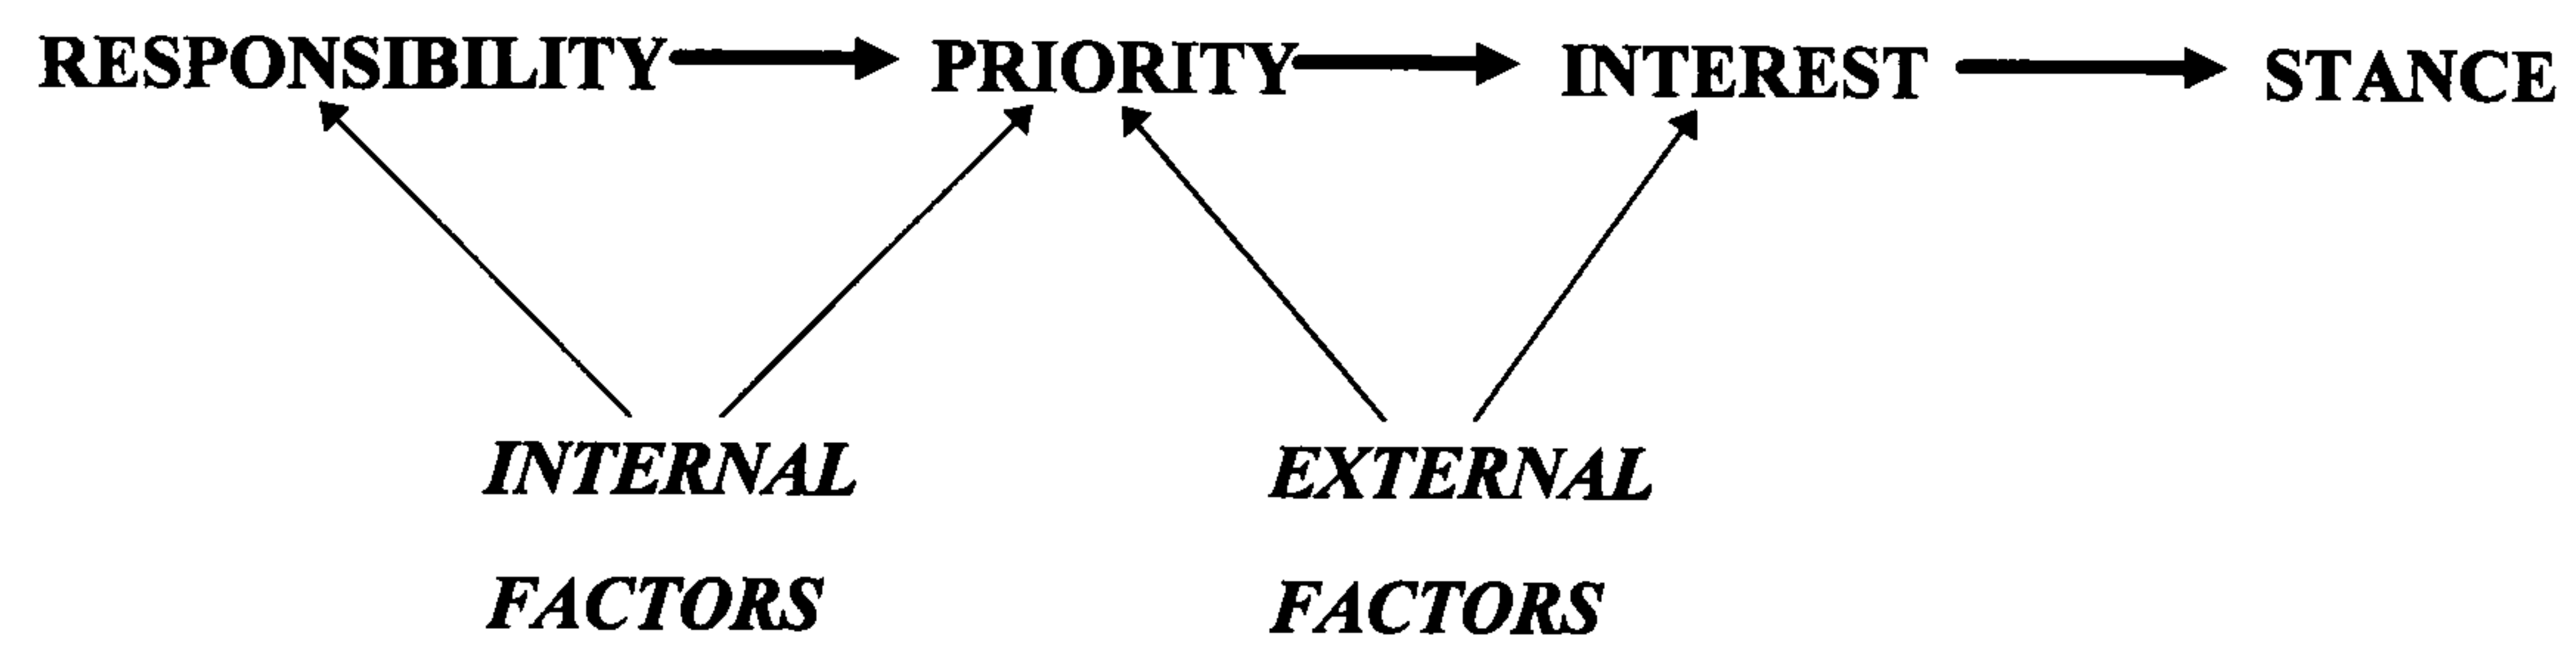 RESPONSIBILITY PRIORITY INTEREST STANCE
INTERNAL EXTERNAL
FACTORS FACTORS